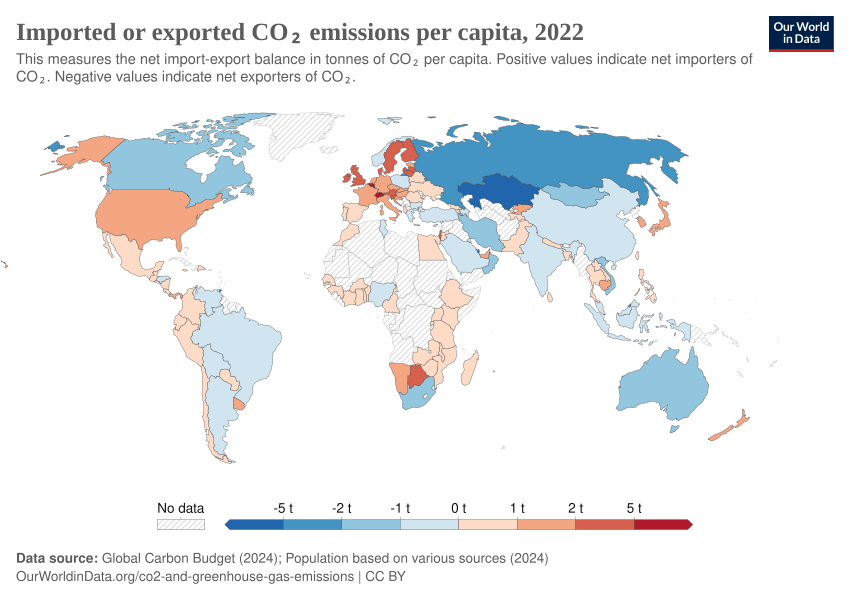 Imported or exported CO₂ emissions per capita, 2022
Our World
in Data
This measures the net import-export balance in tonnes of CO₂ per capita. Positive values indicate net importers of
CO₂. Negative values indicate net exporters of CO₂.
No data
-5 t
-2 t
-1 t
0 t
1 t
2 t
5 t
Data source: Global Carbon Budget (2024); Population based on various sources (2024)
OurWorldinData.org/co2-and-greenhouse-gas-emissions | CC BY